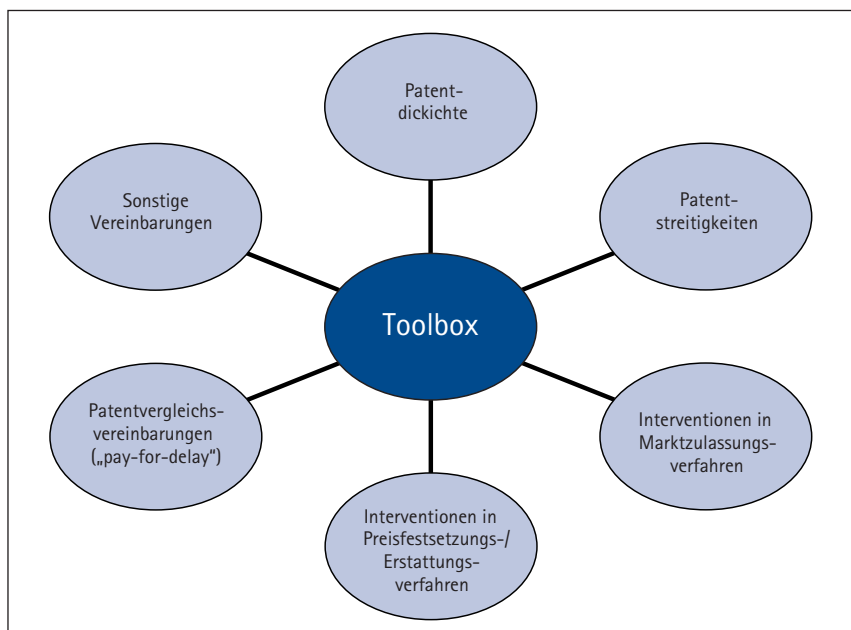 Patent-
dickichte
Sonstige
Vereinbarungen
Patent-
streitigkeiten
Toolbox
Patentvergleichs-
vereinbarungen
(„pay-for-delay“)
Interventionen in
Marktzulassungs-
verfahren
Interventionen in
Preisfestsetzungs-/
Erstattungs-
verfahren